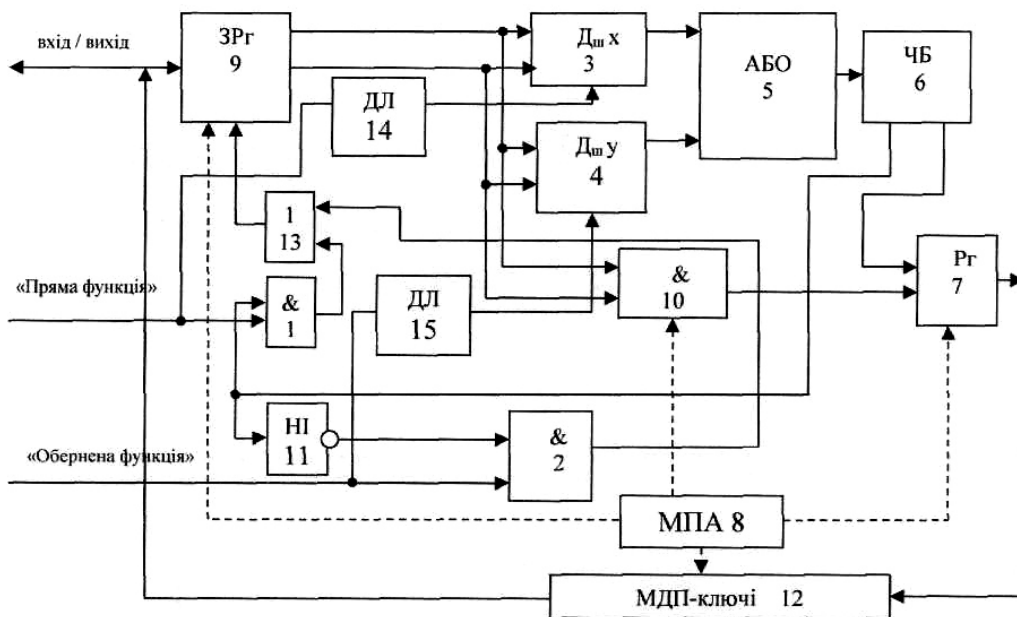 вхід / вихід
ЗРг
9
Дш х
3
АБО
5
ЧБ
6
ДЛ
14
Дш у
4
1
13
«Пряма функція»
&
1
ДЛ
15
&
10
Рг
7
НІ
11
&
2
«Обернена функція»
МПА 8
МДП-ключі 12